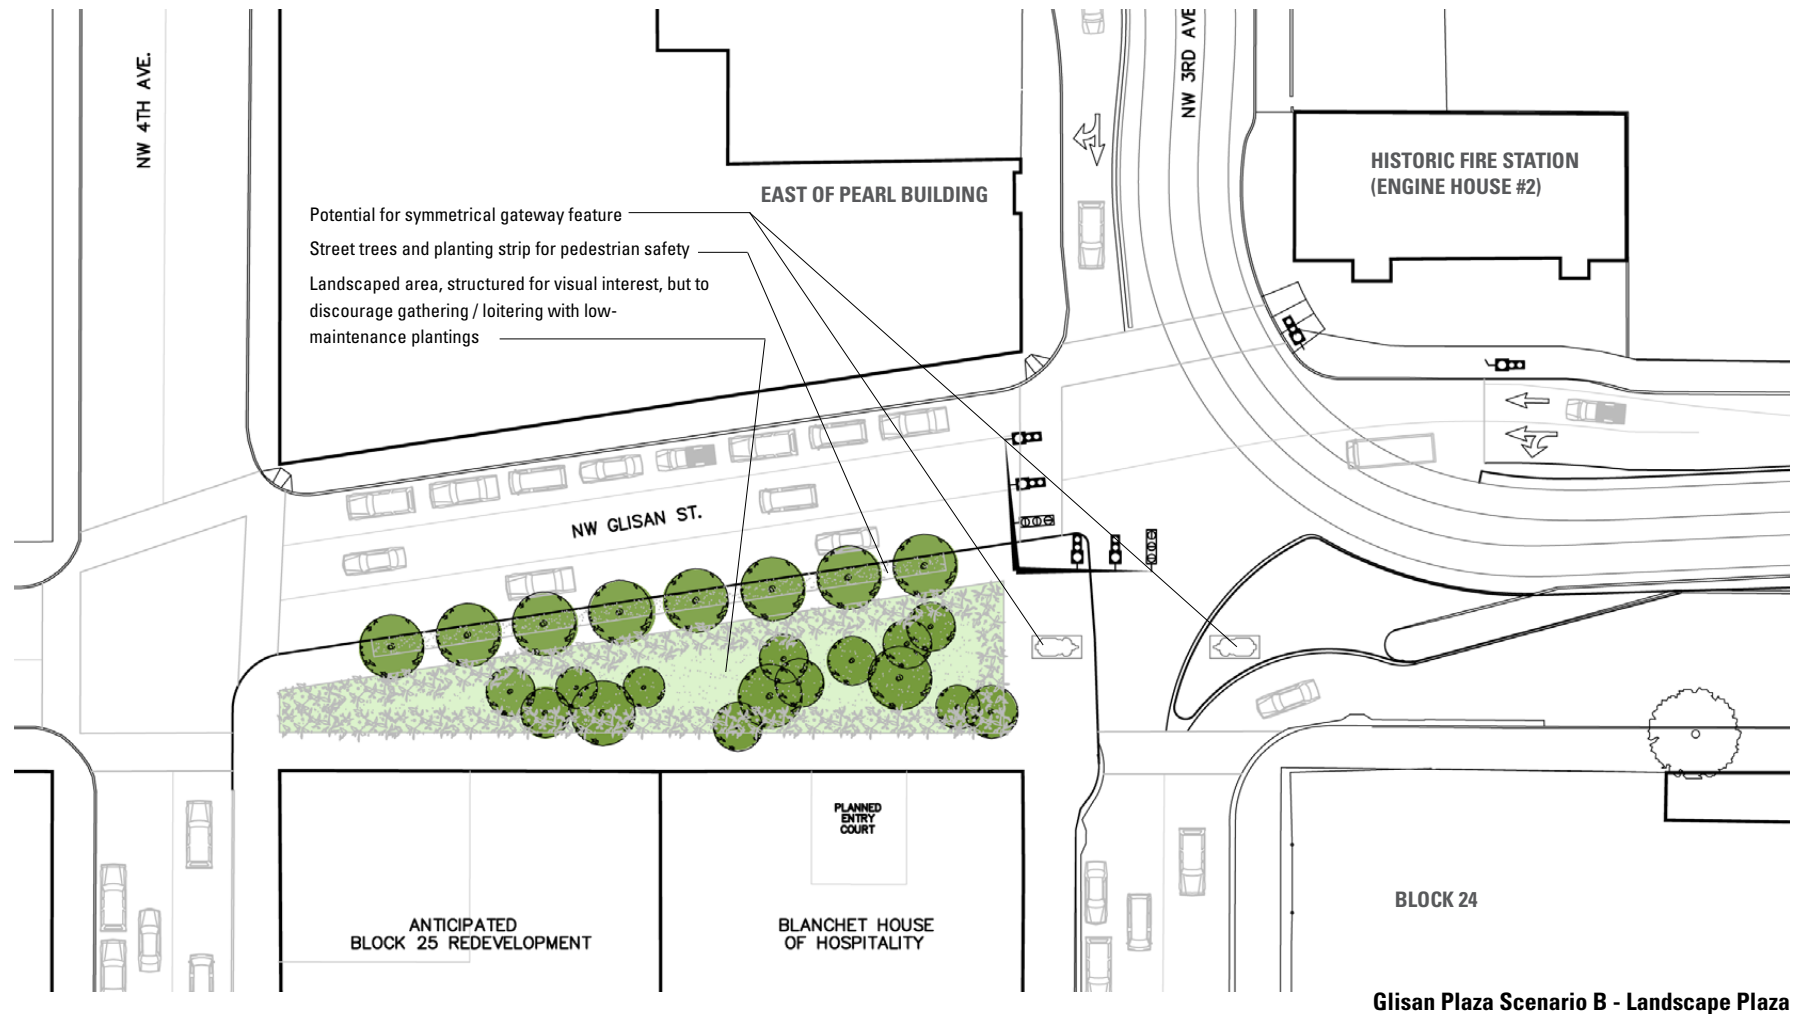 NW 4TH AVE.
NW 3RD AVE
HISTORIC FIRE STATION
(ENGINE HOUSE #2)
EAST OF PEARL BUILDING
Potential for symmetrical gateway feature
Street trees and planting strip for pedestrian safety
Landscaped area, structured for visual interest, but to
discourage gathering / loitering with low-
maintenance plantings
NW GLISAN ST.
PLANNED
ENTRY
COURT
ANTICIPATED
BLOCK 25 REDEVELOPMENT
BLANCHET HOUSE
OF HOSPITALITY
BLOCK 24
Glisan Plaza Scenario B - Landscape Plaza